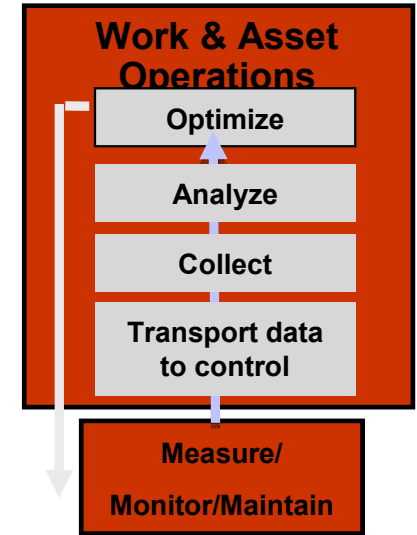 Work & Asset
Operations
Optimize
Analyze
Collect
Transport data
to control
Measure/
Monitor/Maintain